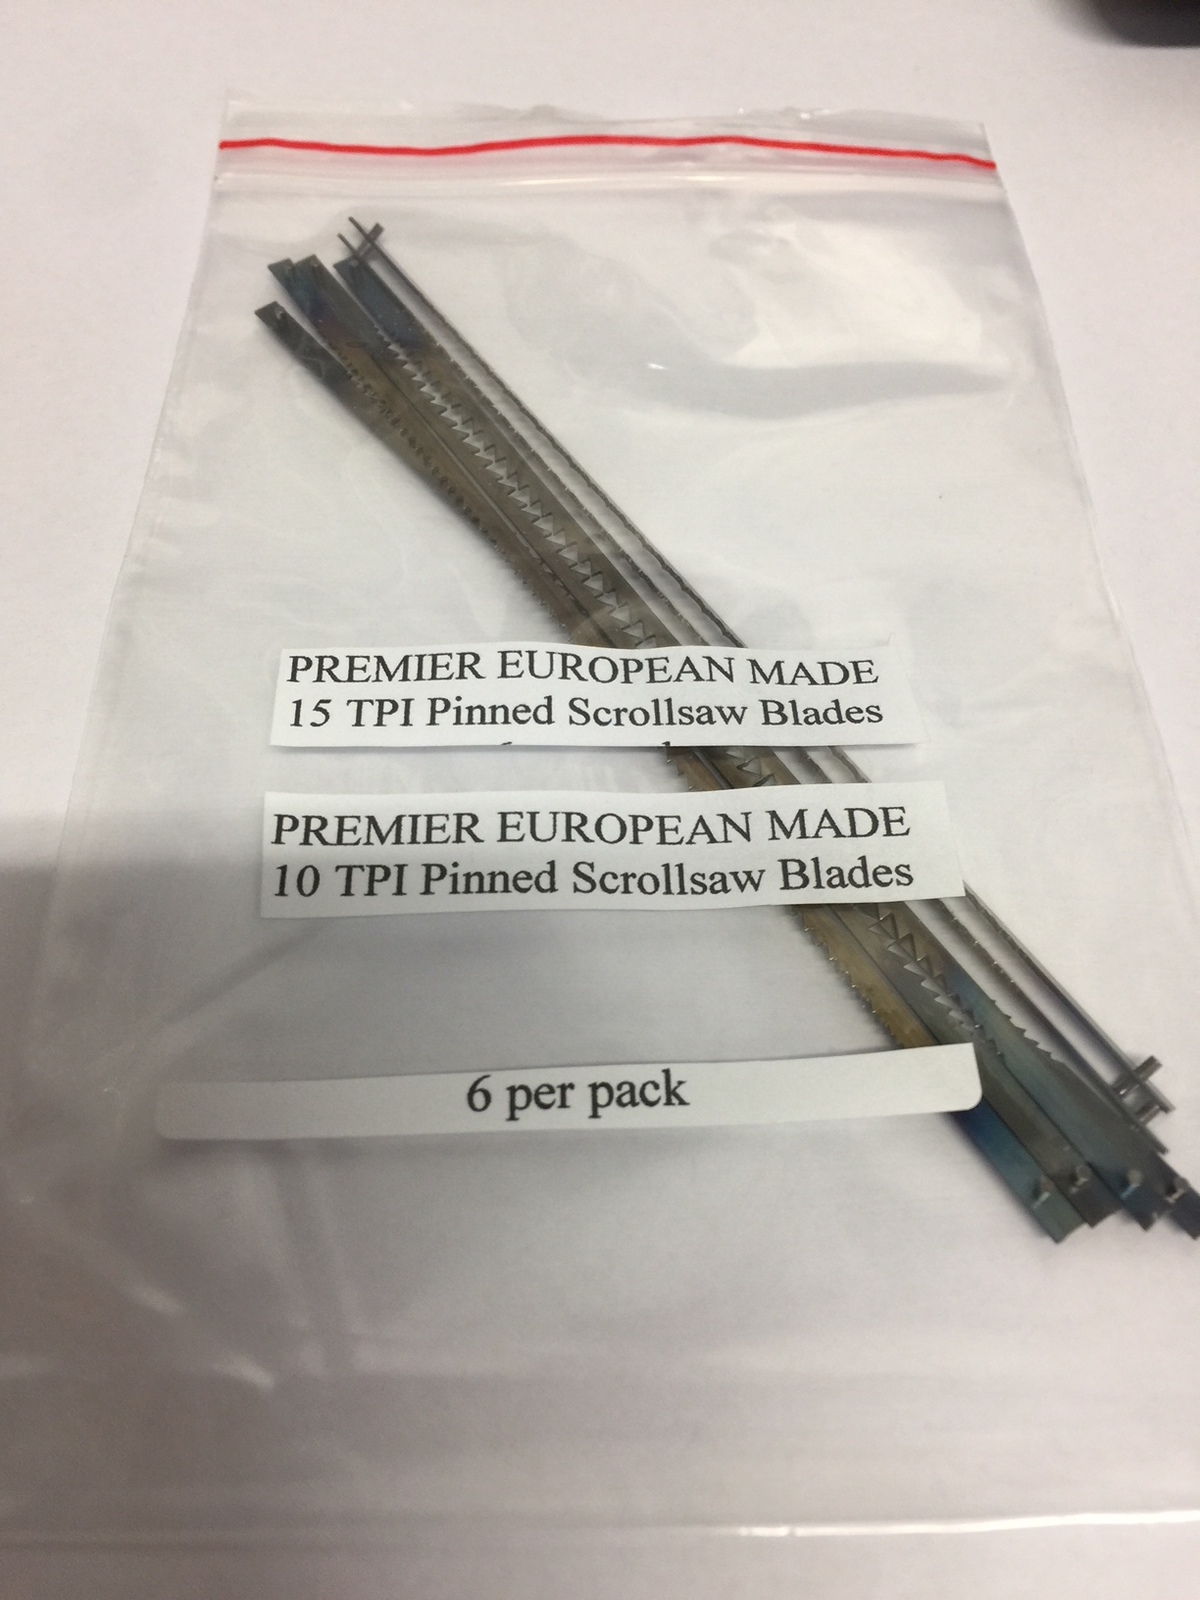 PREMIER EUROPEAN MADE
15 TPI Pinned Scrollsaw Blades
PREMIER EUROPEAN MADE
10 TPI Pinned Scrollsaw Blades
6 per pack